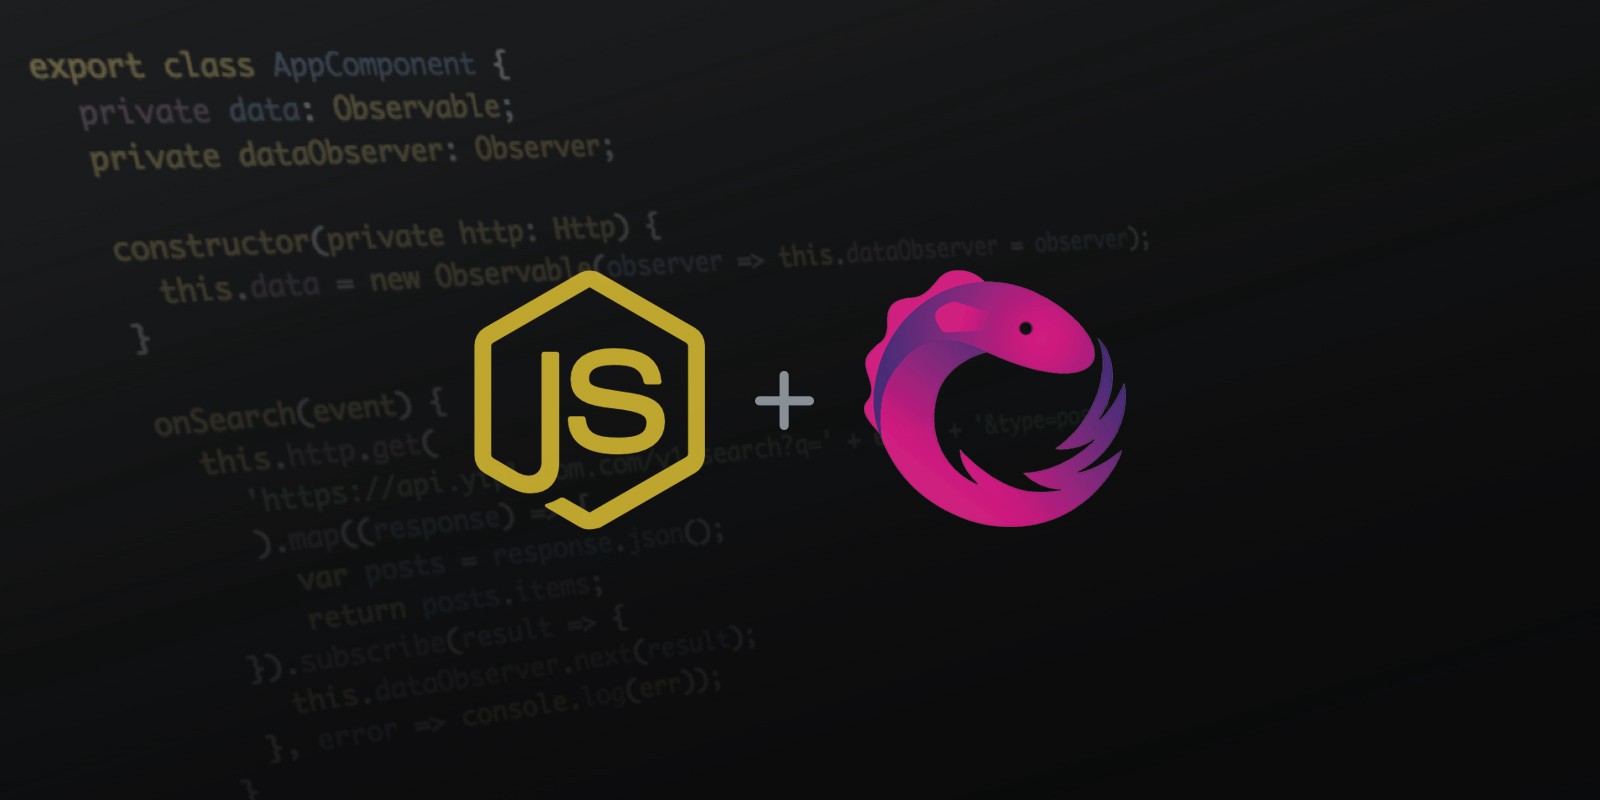 export class AppComponent {
private data: Observable;
private dataObserver: Observer;
constructor(private http: Http) {
this.data = new Observable(observer => this.dataObserver = observer);
}
onSearch(event) {
this.http.get(
'https://api. search?q=' + + '&type=
).map((response) => {
var posts = response.json();
return posts.items;
}).subscribe(result => {
this.dataObserver.next(result);
}, error => console.log(err));
}
JS
+